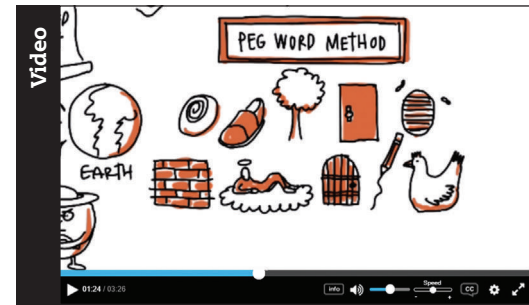 Video
PEG WORD METHOD
EARTH
01:24 / 03:26
info
Speed
- +
CC